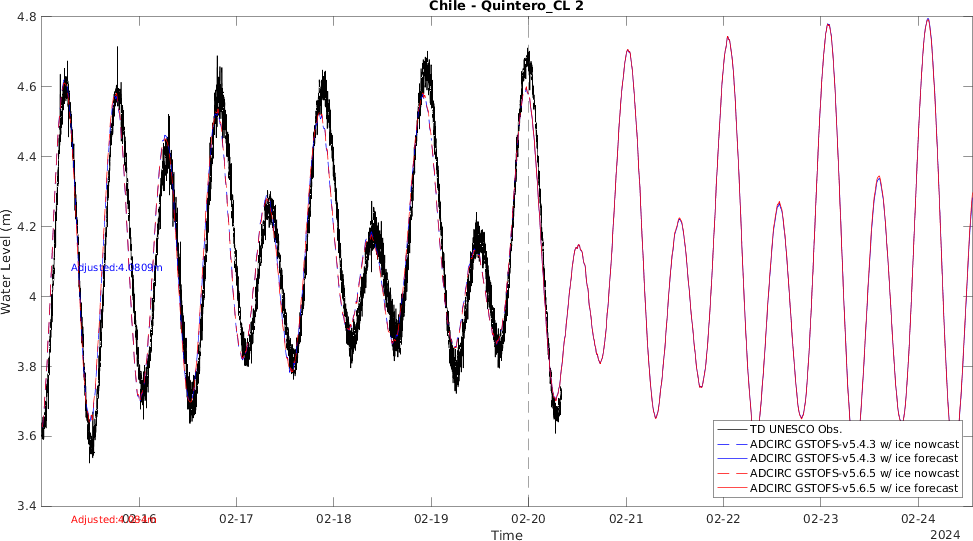 Chile - Quintero_CL 2
4.8
4.6
4.4
4.2
4
3.8
3.6
3.4
Water Level (m)
Adjusted:4.0809m
TD UNESCO Obs.
ADCIRC GSTOFS-v5.4.3 w/ ice nowcast
ADCIRC GSTOFS-v5.4.3 w/ ice forecast
ADCIRC GSTOFS-v5.6.5 w/ ice nowcast
ADCIRC GSTOFS-v5.6.5 w/ ice forecast
02-16
02-17
02-18
02-19
02-20
02-21
02-22
02-23
02-24
Time
2024